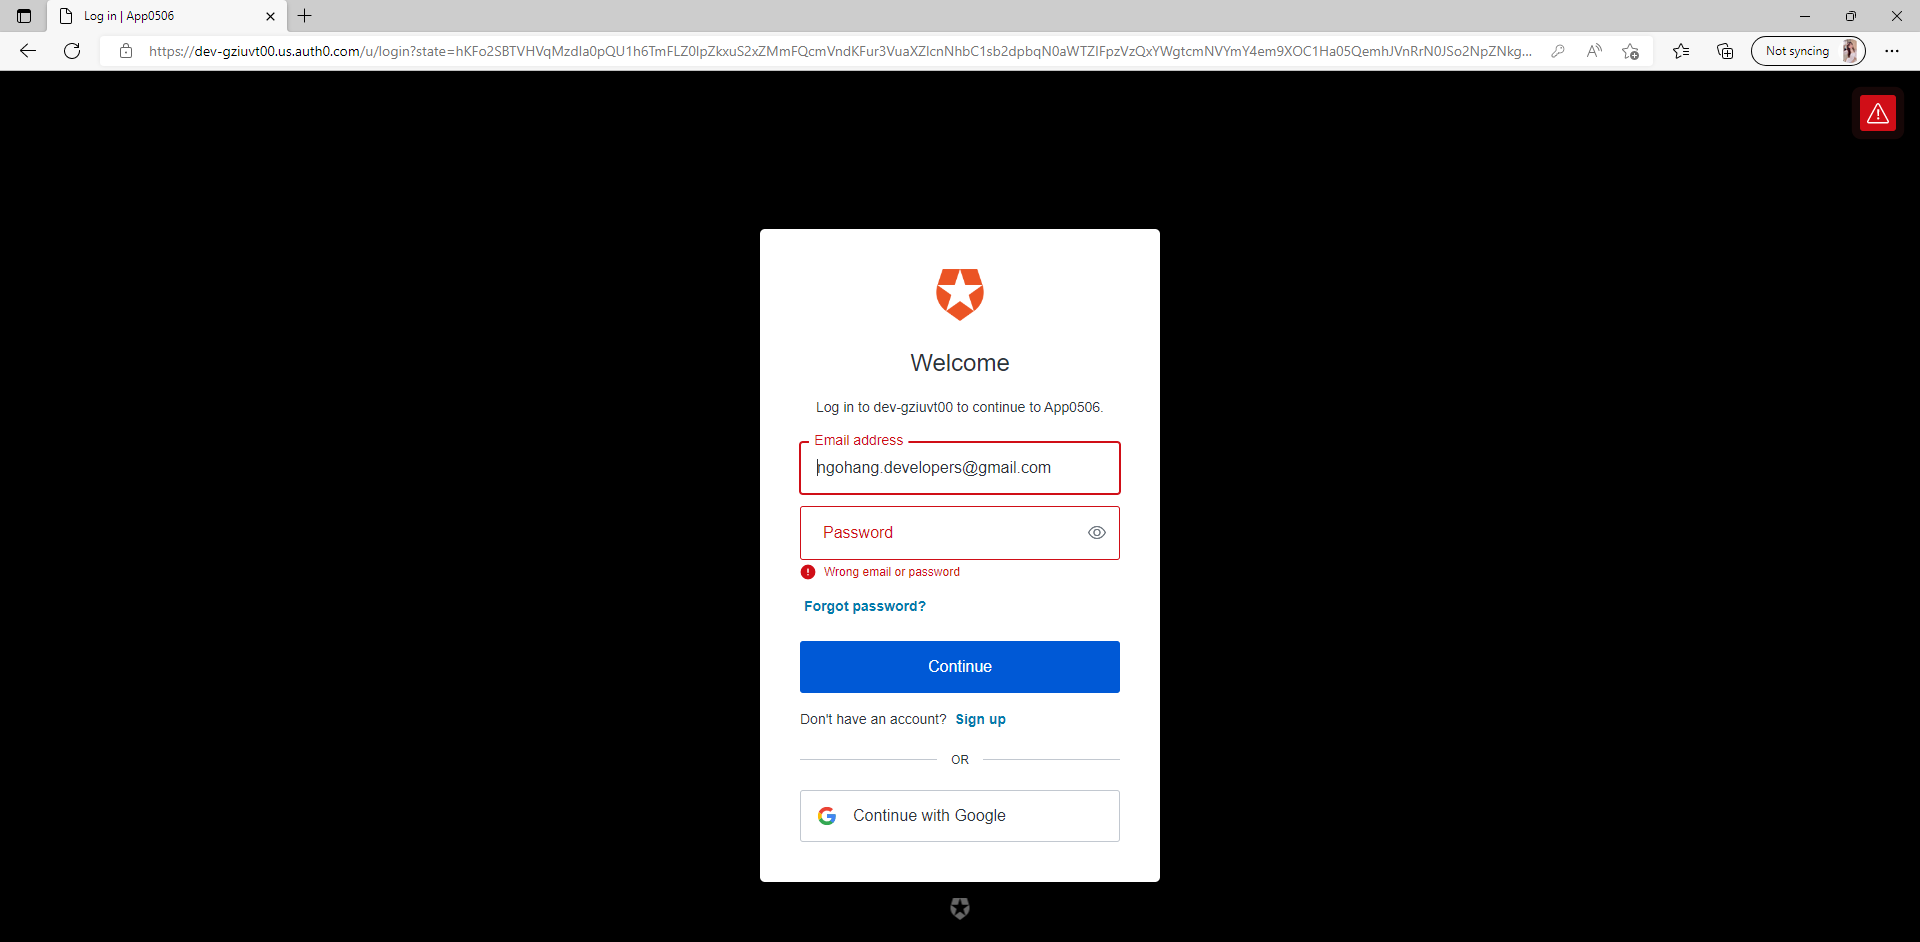 Log in | App0506
https://dev-gziuvt00.us.auth0.com/u/login?state=
Not syncing
Welcome
Log in to dev-gziuvt00 to continue to App0506.
Email address
ngohang.developers@gmail.com
Password
Wrong email or password
Forgot password?
Continue
Don't have an account? Sign up
OR
Continue with Google